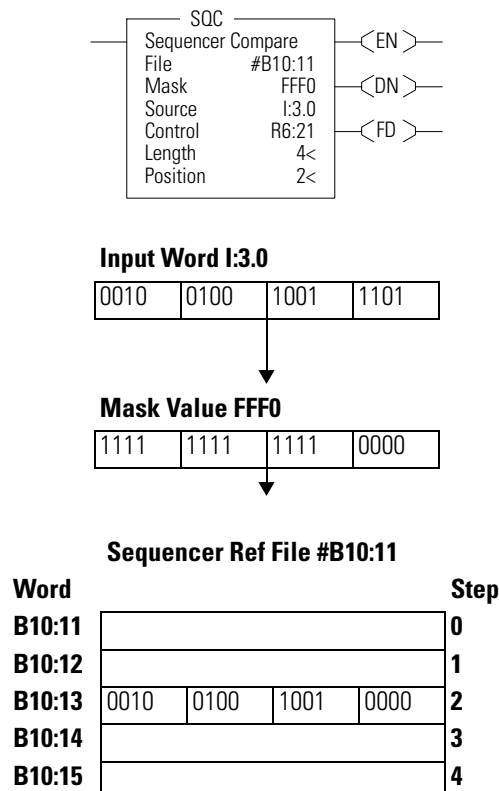 SQC
Sequencer Compare
File #B10:11
Mask FFF0
Source I:3.0
Control R6:21
Length 4<
Position 2<
EN
DN
FD
Input Word I:3.0
0010 0100 1001 1101
Mask Value FFF0
1111 1111 1111 0000
Sequencer Ref File #B10:11
Word Step
B10:11 0
B10:12 1
B10:13 0010 0100 1001 0000 2
B10:14 3
B10:15 4